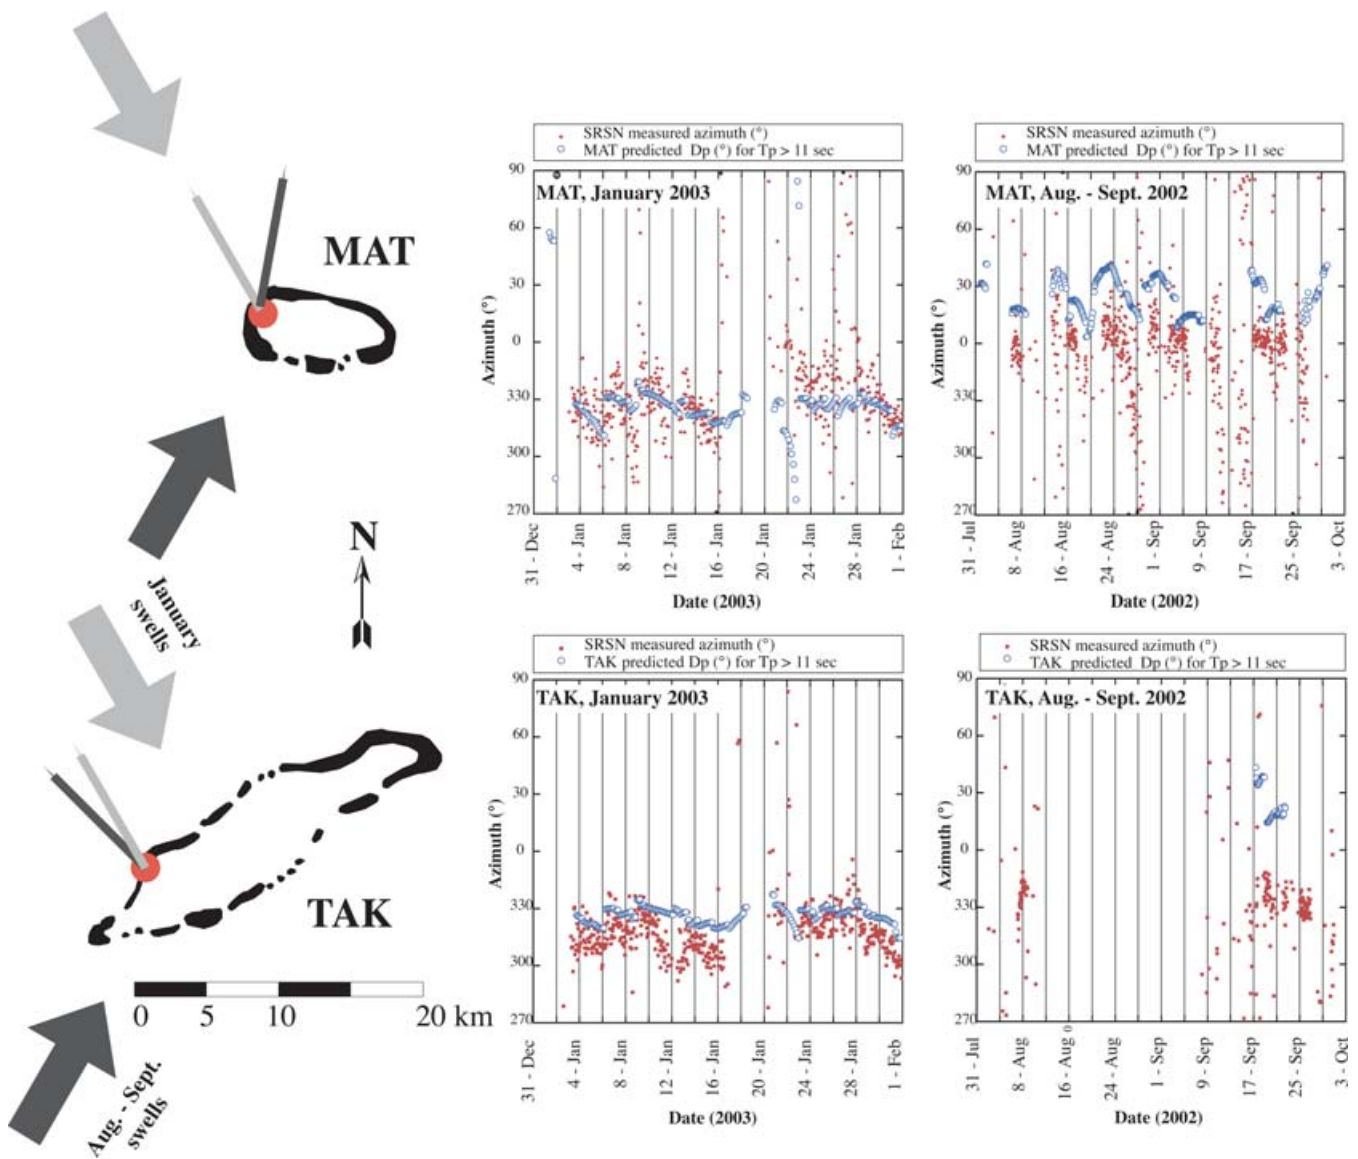 MAT
January
swells
N
TAK
0 5 10 20 km
Aug. - Sept.
swells
SRSN measured azimuth (°)
MAT predicted Dp (°) for Tp > 11 sec
MAT, January 2003
90
60
30
0
330
300
270
Azimuth (°)
31 - Dec
4 - Jan
8 - Jan
12 - Jan
16 - Jan
20 - Jan
24 - Jan
28 - Jan
1 - Feb
Date (2003)
SRSN measured azimuth (°)
MAT predicted Dp (°) for Tp > 11 sec
MAT, Aug. - Sept. 2002
90
60
30
0
330
300
270
Azimuth (°)
31 - Jul
8 - Aug
16 - Aug
24 - Aug
1 - Sep
9 - Sep
17 - Sep
25 - Sep
3 - Oct
Date (2002)
SRSN measured azimuth (°)
TAK predicted Dp (°) for Tp > 11 sec
TAK, January 2003
90
60
30
0
330
300
270
Azimuth (°)
31 - Dec
4 - Jan
8 - Jan
12 - Jan
16 - Jan
20 - Jan
24 - Jan
28 - Jan
1 - Feb
Date (2003)
SRSN measured azimuth (°)
TAK predicted Dp (°) for Tp > 11 sec
TAK, Aug. - Sept. 2002
90
60
30
0
330
300
270
Azimuth (°)
31 - Jul
8 - Aug
16 - Aug
24 - Aug
1 - Sep
9 - Sep
17 - Sep
25 - Sep
3 - Oct
Date (2002)